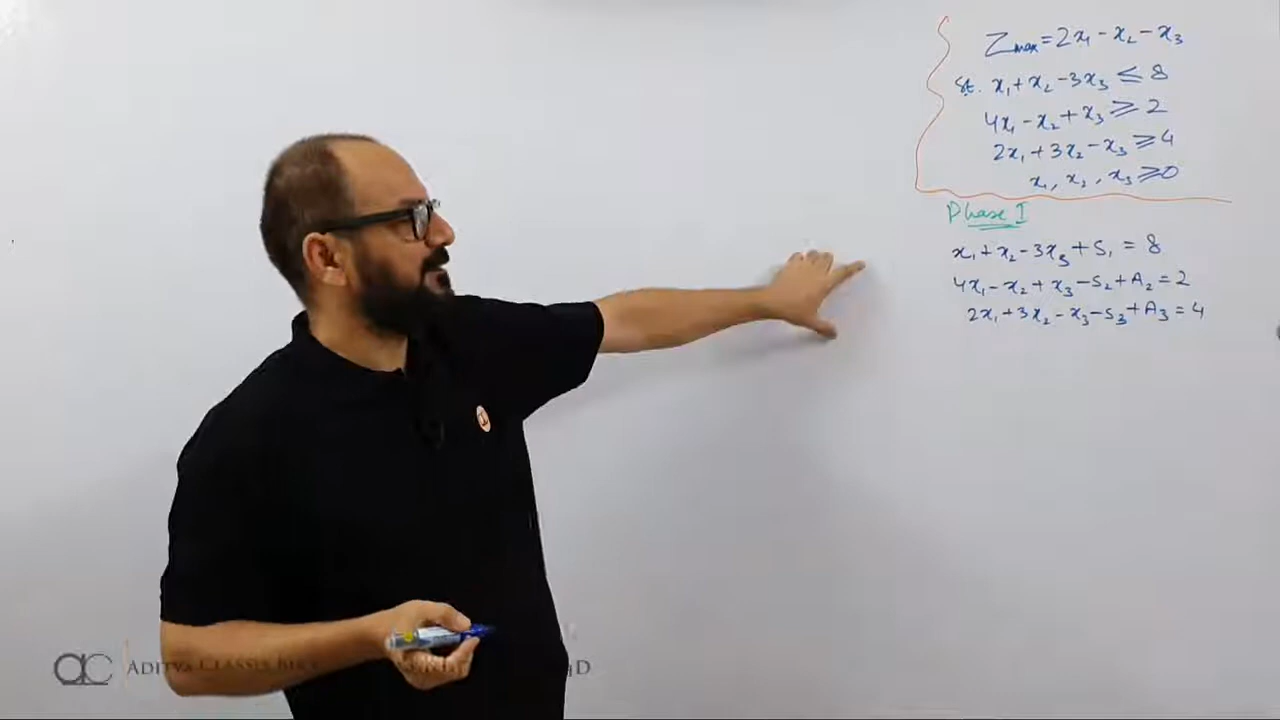 Zmax = 2x₁ - x₂ - x₃
St. x₁ + x₂ - 3x₃ ≤ 8
4x₁ - x₂ + x₃ ≥ 2
2x₁ + 3x₂ - x₃ ≥ 4
x₁, x₂, x₃ ≥ 0
Phase I
x₁ + x₂ - 3x₃ + S₁ = 8
4x₁ - x₂ + x₃ - S₂ + A₂ = 2
2x₁ + 3x₂ - x₃ - S₃ + A₃ = 4
ac Aditya Classes